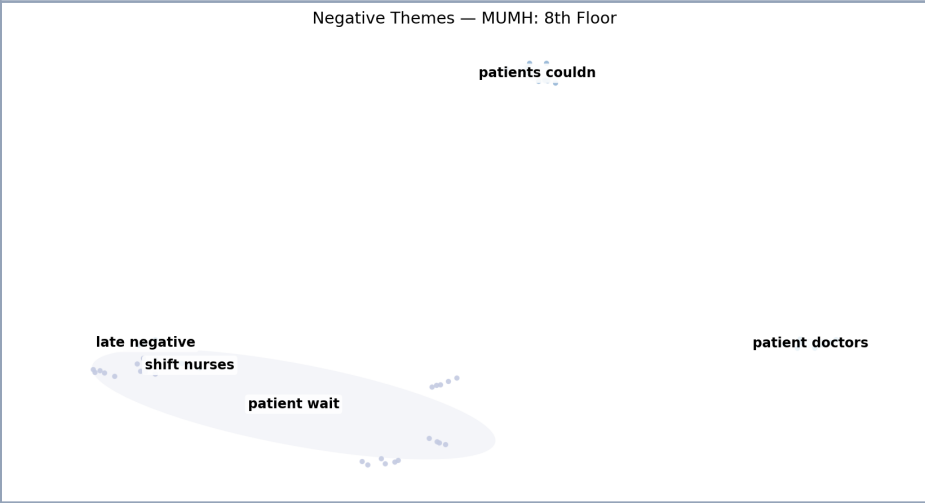 Negative Themes — MUMH: 8th Floor
patients couldn
late negative
patient doctors
shift nurses
patient wait